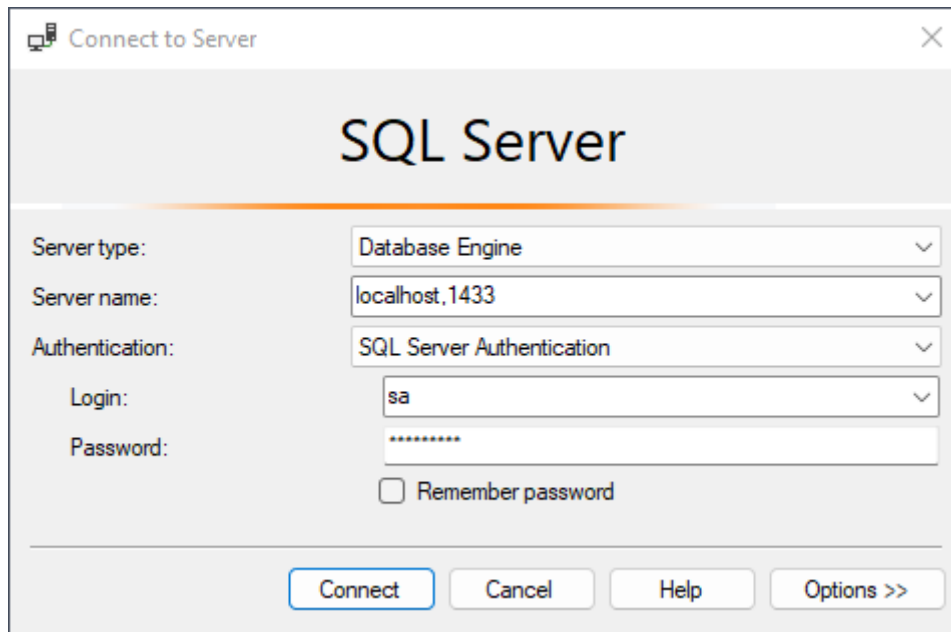 Connect to Server
SQL Server
Server type: Database Engine
Server name: localhost,1433
Authentication: SQL Server Authentication
Login: sa
Password: *********
Remember password
Connect Cancel Help Options >>